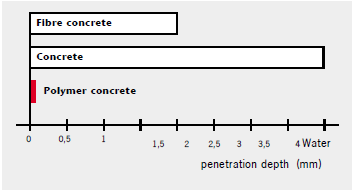 Fibre concrete
Concrete
Polymer concrete
0 0,5 1 1,5 2 2,5 3 3,5 4 Water
penetration depth (mm)